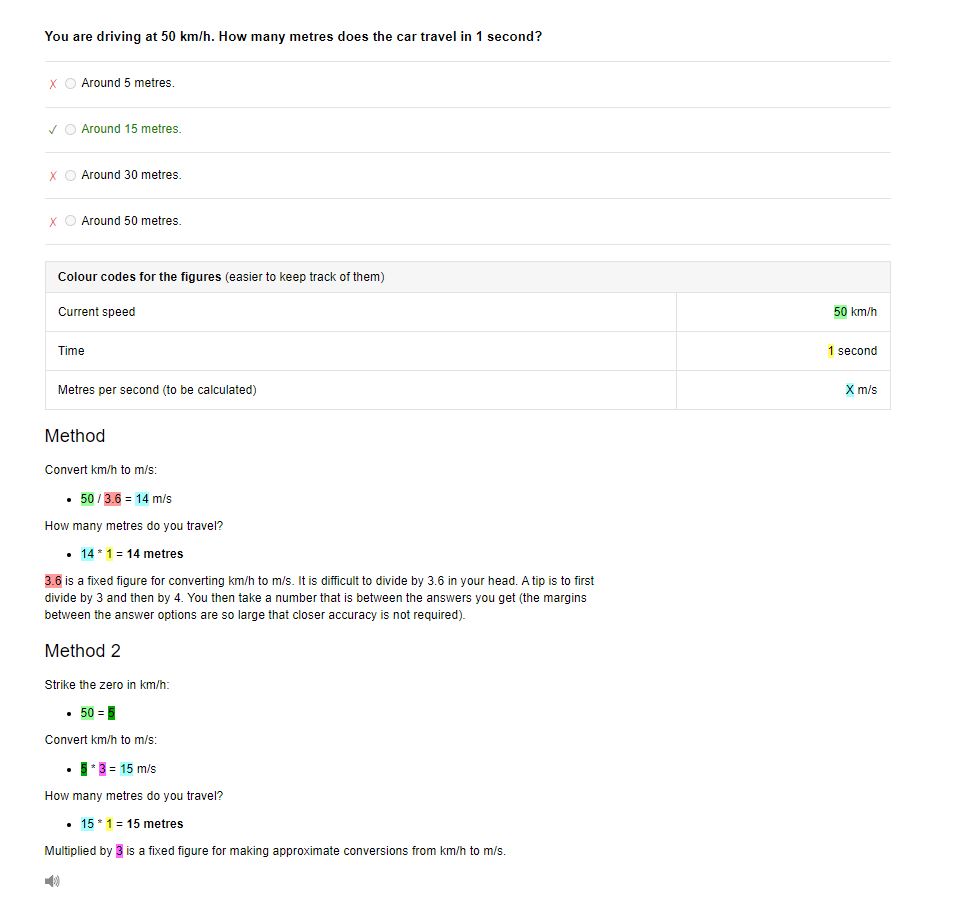 You are driving at 50 km/h. How many metres does the car travel in 1 second?
✗ Around 5 metres.
✓ Around 15 metres.
✗ Around 30 metres.
✗ Around 50 metres.
Colour codes for the figures (easier to keep track of them)
Current speed 50 km/h
Time 1 second
Metres per second (to be calculated) X m/s
Method
Convert km/h to m/s:
• 50 / 3.6 = 14 m/s
How many metres do you travel?
• 14 * 1 = 14 metres
3.6 is a fixed figure for converting km/h to m/s. It is difficult to divide by 3.6 in your head. A tip is to first
divide by 3 and then by 4. You then take a number that is between the answers you get (the margins
between the answer options are so large that closer accuracy is not required).
Method 2
Strike the zero in km/h:
• 50 = 5
Convert km/h to m/s:
• 5 * 3 = 15 m/s
How many metres do you travel?
• 15 * 1 = 15 metres
Multiplied by 3 is a fixed figure for making approximate conversions from km/h to m/s.